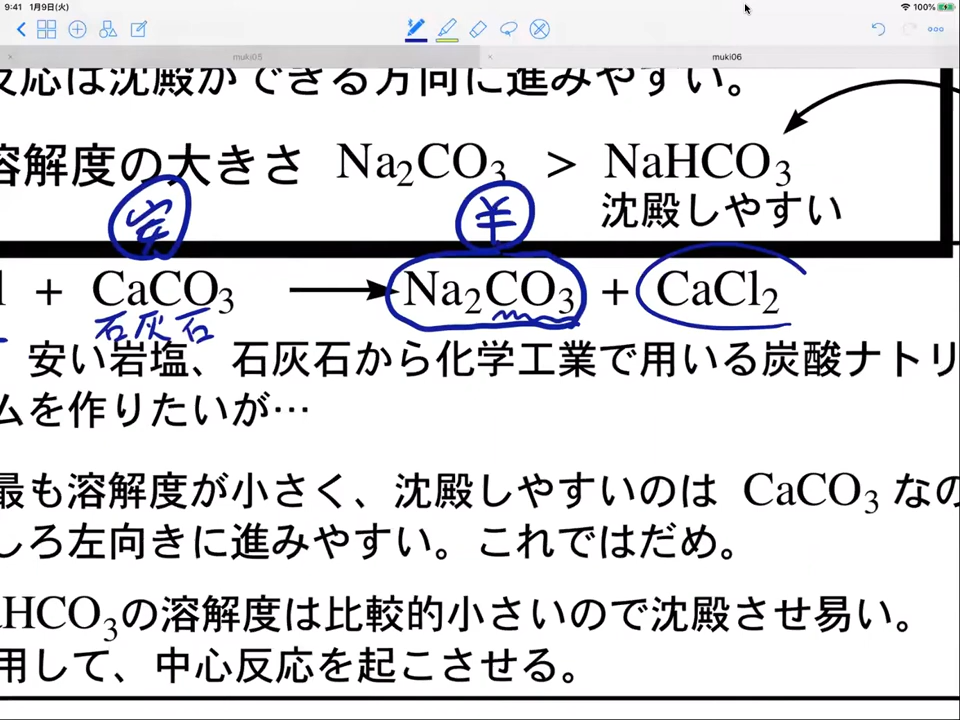 9:41 1月9日(火)
100%
muki05
muki06
反応は沈殿ができる方向に進みやすい。
溶解度の大きさ Na₂CO₃ > NaHCO₃
沈殿しやすい
安
l + CaCO₃ → Na₂CO₃ + CaCl₂
石灰石
安い岩塩、石灰石から化学工業で用いる炭酸ナトリ
ムを作りたいが…
最も溶解度が小さく、沈殿しやすいのは CaCO₃ なの
しろ左向きに進みやすい。これではだめ。
HCO₃の溶解度は比較的小さいので沈殿させ易い。
用して、中心反応を起こさせる。